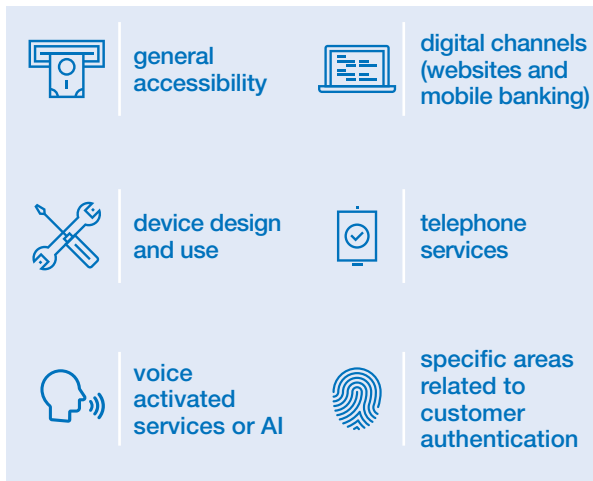 general
accessibility
digital channels
(websites and
mobile banking)
device design
and use
telephone
services
voice
activated
services or AI
specific areas
related to
customer
authentication